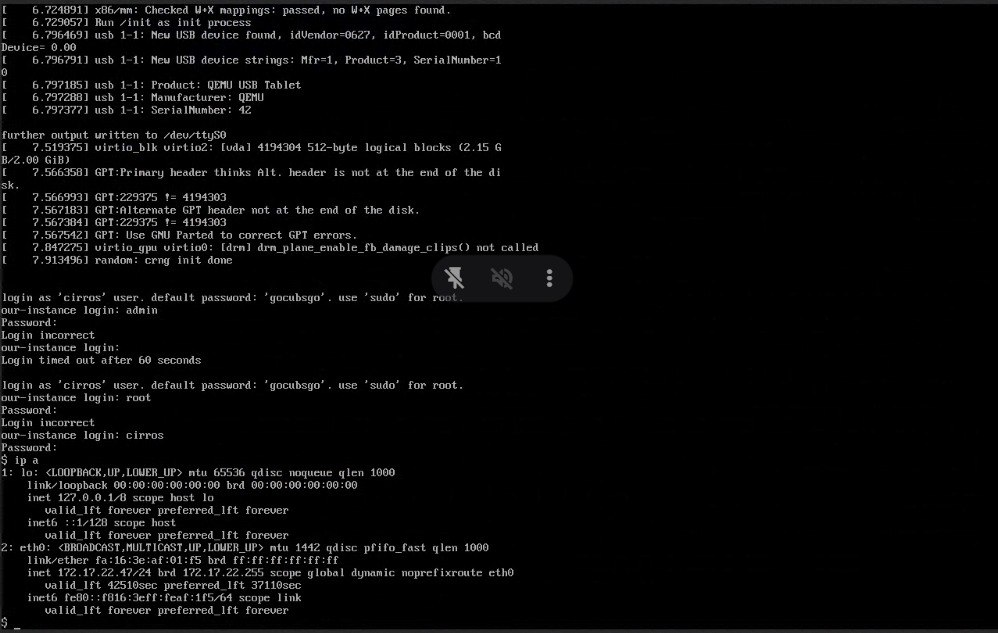 [    6.724891] x86/mm: Checked W+X mappings: passed, no W+X pages found.
[    6.729057] Run /init as init process
[    6.796469] usb 1-1: New USB device found, idVendor=0627, idProduct=0001, bcd
Device= 0.00
[    6.796791] usb 1-1: New USB device strings: Mfr=1, Product=3, SerialNumber=1
0
[    6.797185] usb 1-1: Product: QEMU USB Tablet
[    6.797288] usb 1-1: Manufacturer: QEMU
[    6.797377] usb 1-1: SerialNumber: 42
further output written to /dev/ttyS0
[    7.519375] virtio_blk virtio2: [vda] 4194304 512-byte logical blocks (2.15 G
B/2.00 GiB)
[    7.566358] GPT:Primary header thinks Alt. header is not at the end of the di
sk.
[    7.566993] GPT:229375 != 4194303
[    7.567183] GPT:Alternate GPT header not at the end of the disk.
[    7.567384] GPT:229375 != 4194303
[    7.567542] GPT: Use GNU Parted to correct GPT errors.
[    7.847275] virtio_gpu virtio0: [drm] drm_plane_enable_fb_damage_clips() not called
[    7.913496] random: crng init done
login as 'cirros' user. default password: 'gocubsgo'. use 'sudo' for root.
our-instance login: admin
Password:
Login incorrect
our-instance login:
Login timed out after 60 seconds
login as 'cirros' user. default password: 'gocubsgo'. use 'sudo' for root.
our-instance login: root
Password:
Login incorrect
our-instance login: cirros
Password:
$ ip a
1: lo: <LOOPBACK,UP,LOWER_UP> mtu 65536 qdisc noqueue qlen 1000
    link/loopback 00:00:00:00:00:00 brd 00:00:00:00:00:00
    inet 127.0.0.1/8 scope host lo
       valid_lft forever preferred_lft forever
    inet6 ::1/128 scope host
       valid_lft forever preferred_lft forever
2: eth0: <BROADCAST,MULTICAST,UP,LOWER_UP> mtu 1442 qdisc pfifo_fast qlen 1000
    link/ether fa:16:3e:af:01:f5 brd ff:ff:ff:ff:ff:ff
    inet 172.17.22.47/24 brd 172.17.22.255 scope global dynamic noprefixroute eth0
       valid_lft 42510sec preferred_lft 37110sec
    inet6 fe80::f816:3eff:feaf:1f5/64 scope link
       valid_lft forever preferred_lft forever
$ _